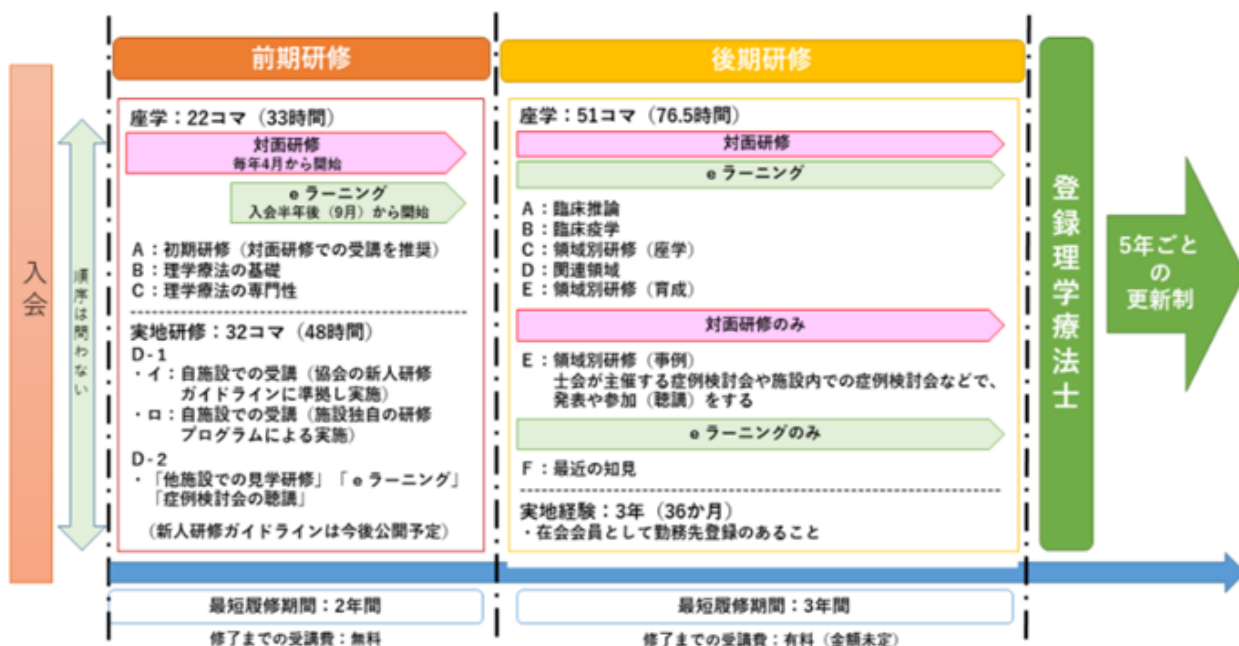 入会
順序は問わない
前期研修
座学：22コマ（33時間）
対面研修
毎年4月から開始
e ラーニング
入会半年後（9月）から開始
A：初期研修（対面研修での受講を推奨）
B：理学療法の基礎
C：理学療法の専門性
実地研修：32コマ（48時間）
D-1
・イ：自施設での受講（協会の新人研修
ガイドラインに準拠し実施）
・ロ：自施設での受講（施設独自の研修
プログラムによる実施）
D-2
・「他施設での見学研修」「e ラーニング」
「症例検討会の聴講」
（新人研修ガイドラインは今後公開予定）
最短履修期間：2年間
修了までの受講費：無料
後期研修
座学：51コマ（76.5時間）
対面研修
e ラーニング
A：臨床推論
B：臨床疫学
C：領域別研修（座学）
D：関連領域
E：領域別研修（育成）
対面研修のみ
E：領域別研修（事例）
士会が主催する症例検討会や施設内での症例検討会などで、
発表や参加（聴講）をする
e ラーニングのみ
F：最近の知見
実地経験：3年（36か月）
・在会会員として勤務先登録のあること
最短履修期間：3年間
修了までの受講費：有料（金額未定）
登録理学療法士
5年ごと
の
更新制